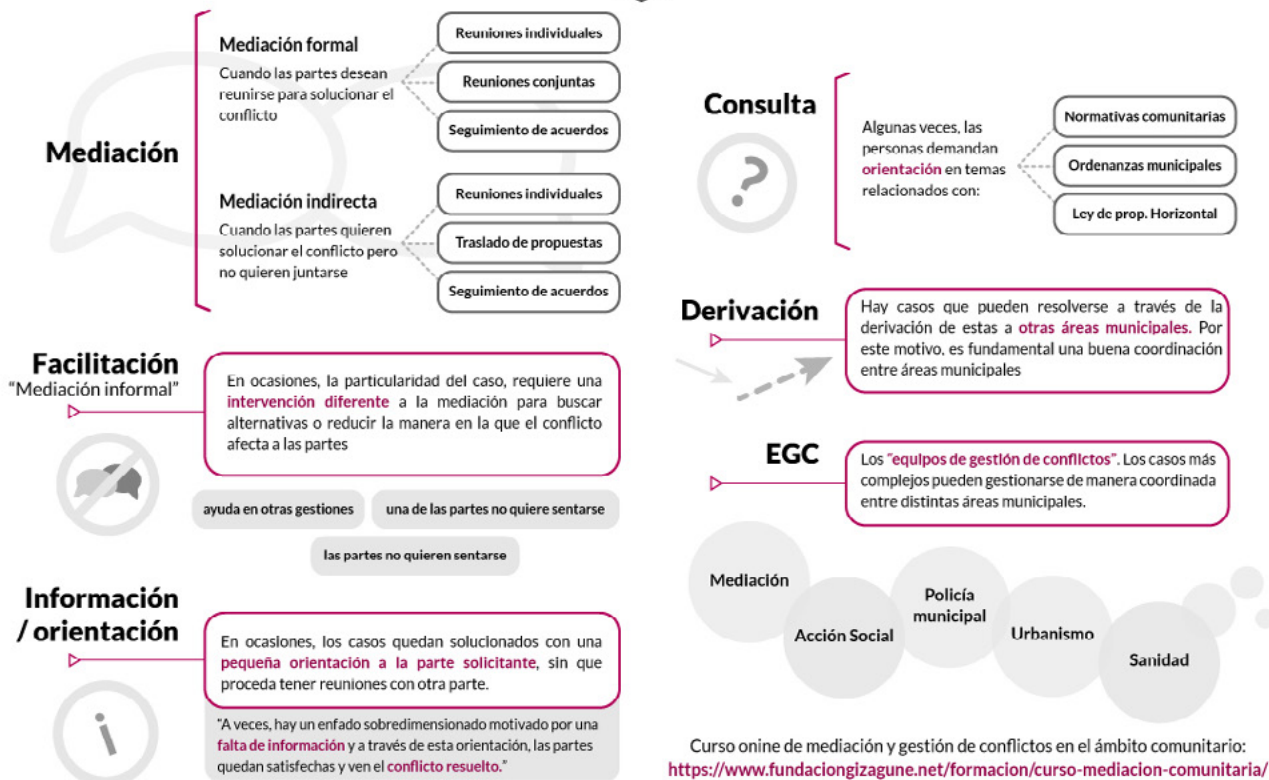 Mediación
Mediación formal
Cuando las partes desean
reunirse para solucionar el
conflicto
Reuniones individuales
Reuniones conjuntas
Seguimiento de acuerdos
Mediación indirecta
Cuando las partes quieren
solucionar el conflicto pero
no quieren juntarse
Reuniones individuales
Traslado de propuestas
Seguimiento de acuerdos
Facilitación
"Mediación informal"
En ocasiones, la particularidad del caso, requiere una
intervención diferente a la mediación para buscar
alternativas o reducir la manera en la que el conflicto
afecta a las partes
ayuda en otras gestiones
una de las partes no quiere sentarse
las partes no quieren sentarse
Información
/ orientación
i
En ocasiones, los casos quedan solucionados con una
pequeña orientación a la parte solicitante, sin que
proceda tener reuniones con otra parte.
"A veces, hay un enfado sobredimensionado motivado por una
falta de información y a través de esta orientación, las partes
quedan satisfechas y ven el conflicto resuelto."
Consulta
?
Algunas veces, las
personas demandan
orientación en temas
relacionados con:
Normativas comunitarias
Ordenanzas municipales
Ley de prop. Horizontal
Derivación
Hay casos que pueden resolverse a través de la
derivación de estas a otras áreas municipales. Por
este motivo, es fundamental una buena coordinación
entre áreas municipales
EGC
Los "equipos de gestión de conflictos". Los casos más
complejos pueden gestionarse de manera coordinada
entre distintas áreas municipales.
Mediación
Acción Social
Policía
municipal
Urbanismo
Sanidad
Curso onine de mediación y gestión de conflictos en el ámbito comunitario:
https://www.fundaciongizagune.net/formacion/curso-mediacion-comunitaria/